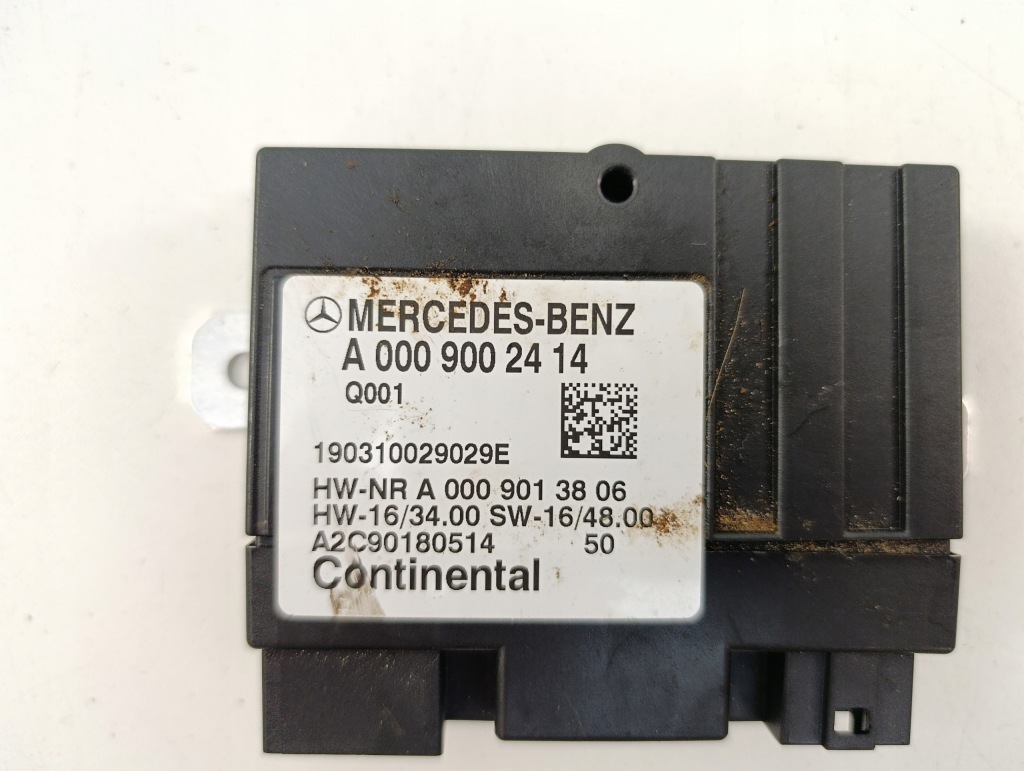 MERCEDES-BENZ
A 000 900 24 14
Q001
190310029029E
HW-NR A 000 901 38 06
HW-16/34.00 SW-16/48.00
A2C90180514 50
Continental